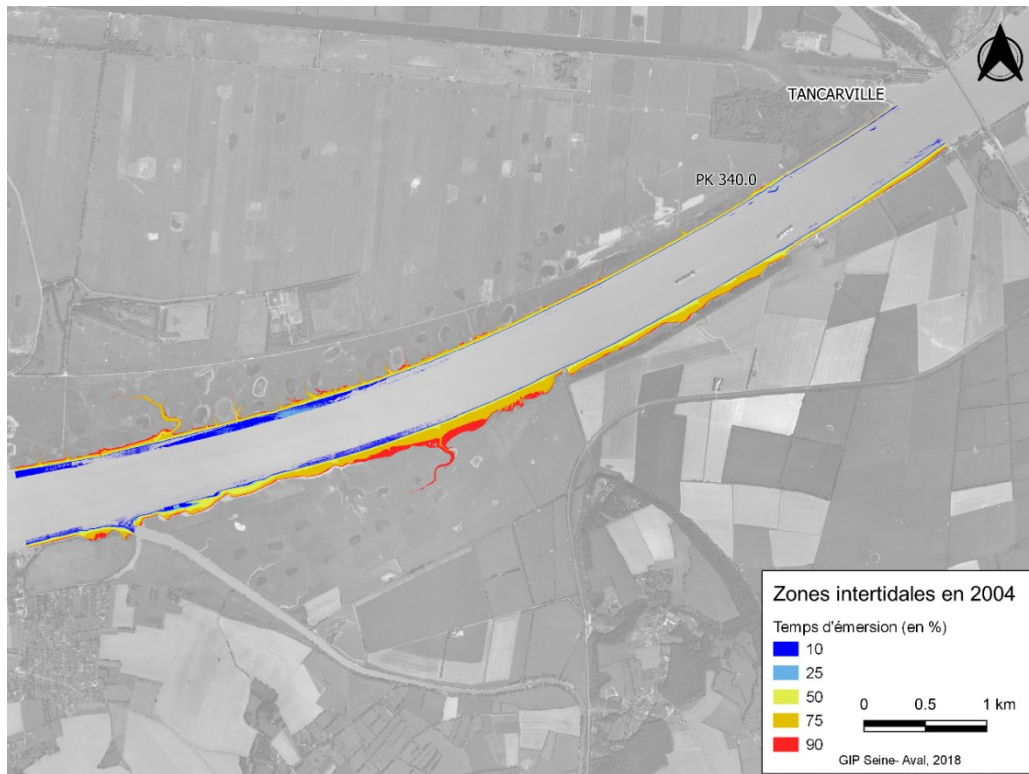 TANCARVILLE
PK 340.0
Zones intertidales en 2004
Temps d'émersion (en %)
10
25
50
75
90
0 0.5 1 km
GIP Seine- Aval, 2018